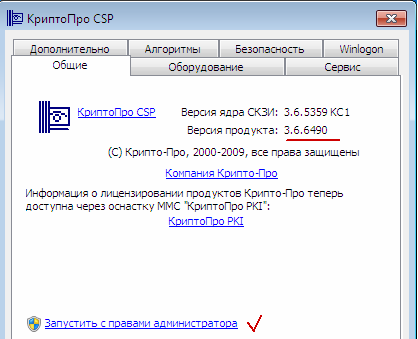 КриптоПро CSP
Дополнительно Алгоритмы Безопасность Winlogon
Общие Оборудование Сервис
КриптоПро CSP Версия ядра СКЗИ: 3.6.5359 КС1
Версия продукта: 3.6.6490
(C) Крипто-Про, 2000-2009, все права защищены
Компания Крипто-Про
Информация о лицензировании продуктов Крипто-Про теперь
доступна через оснастку ММС "КриптоПро PKI":
КриптоПро PKI
Запустить с правами администратора